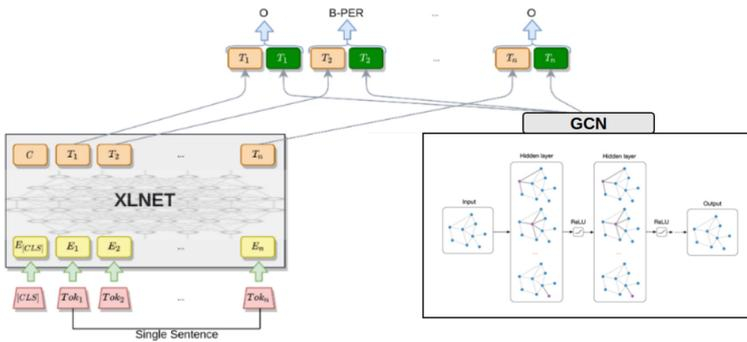 O B-PER ... O
T1 T1 T2 T2 ... Tn Tn
GCN
C T1 T2 ... Tn
XLNET
E[CLS] E1 E2 ... En
[CLS] Tok1 Tok2 ... Tokn
Single Sentence
Hidden layer Hidden layer
Input Output
ReLU ReLU
... ...